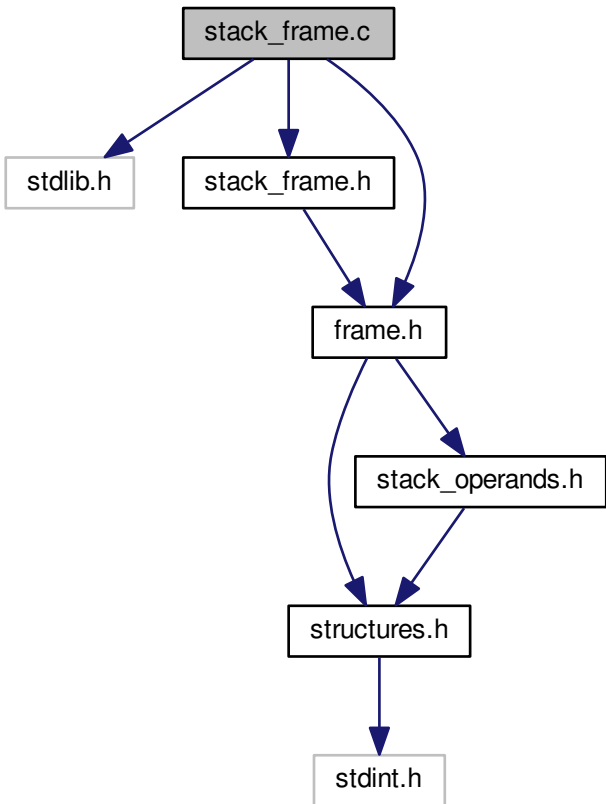 stack_frame.c
stdlib.h
stack_frame.h
frame.h
stack_operands.h
structures.h
stdint.h